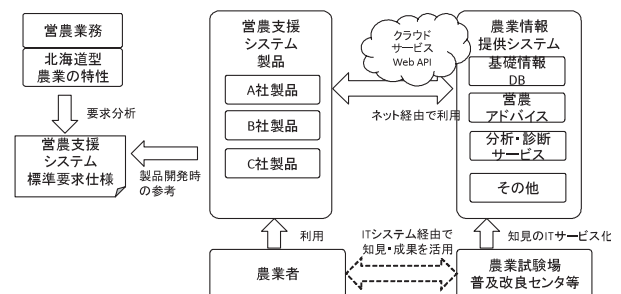 営農業務
北海道型
農業の特性
要求分析
営農支援
システム
標準要求仕様
製品開発時
の参考
営農支援
システム
製品
A社製品
B社製品
C社製品
クラウド
サービス
Web API
ネット経由で利用
農業情報
提供システム
基礎情報
DB
営農
アドバイス
分析・診断
サービス
その他
利用
ITシステム経由で
知見・成果を活用
知見のITサービス化
農業者
農業試験場
普及改良センタ等